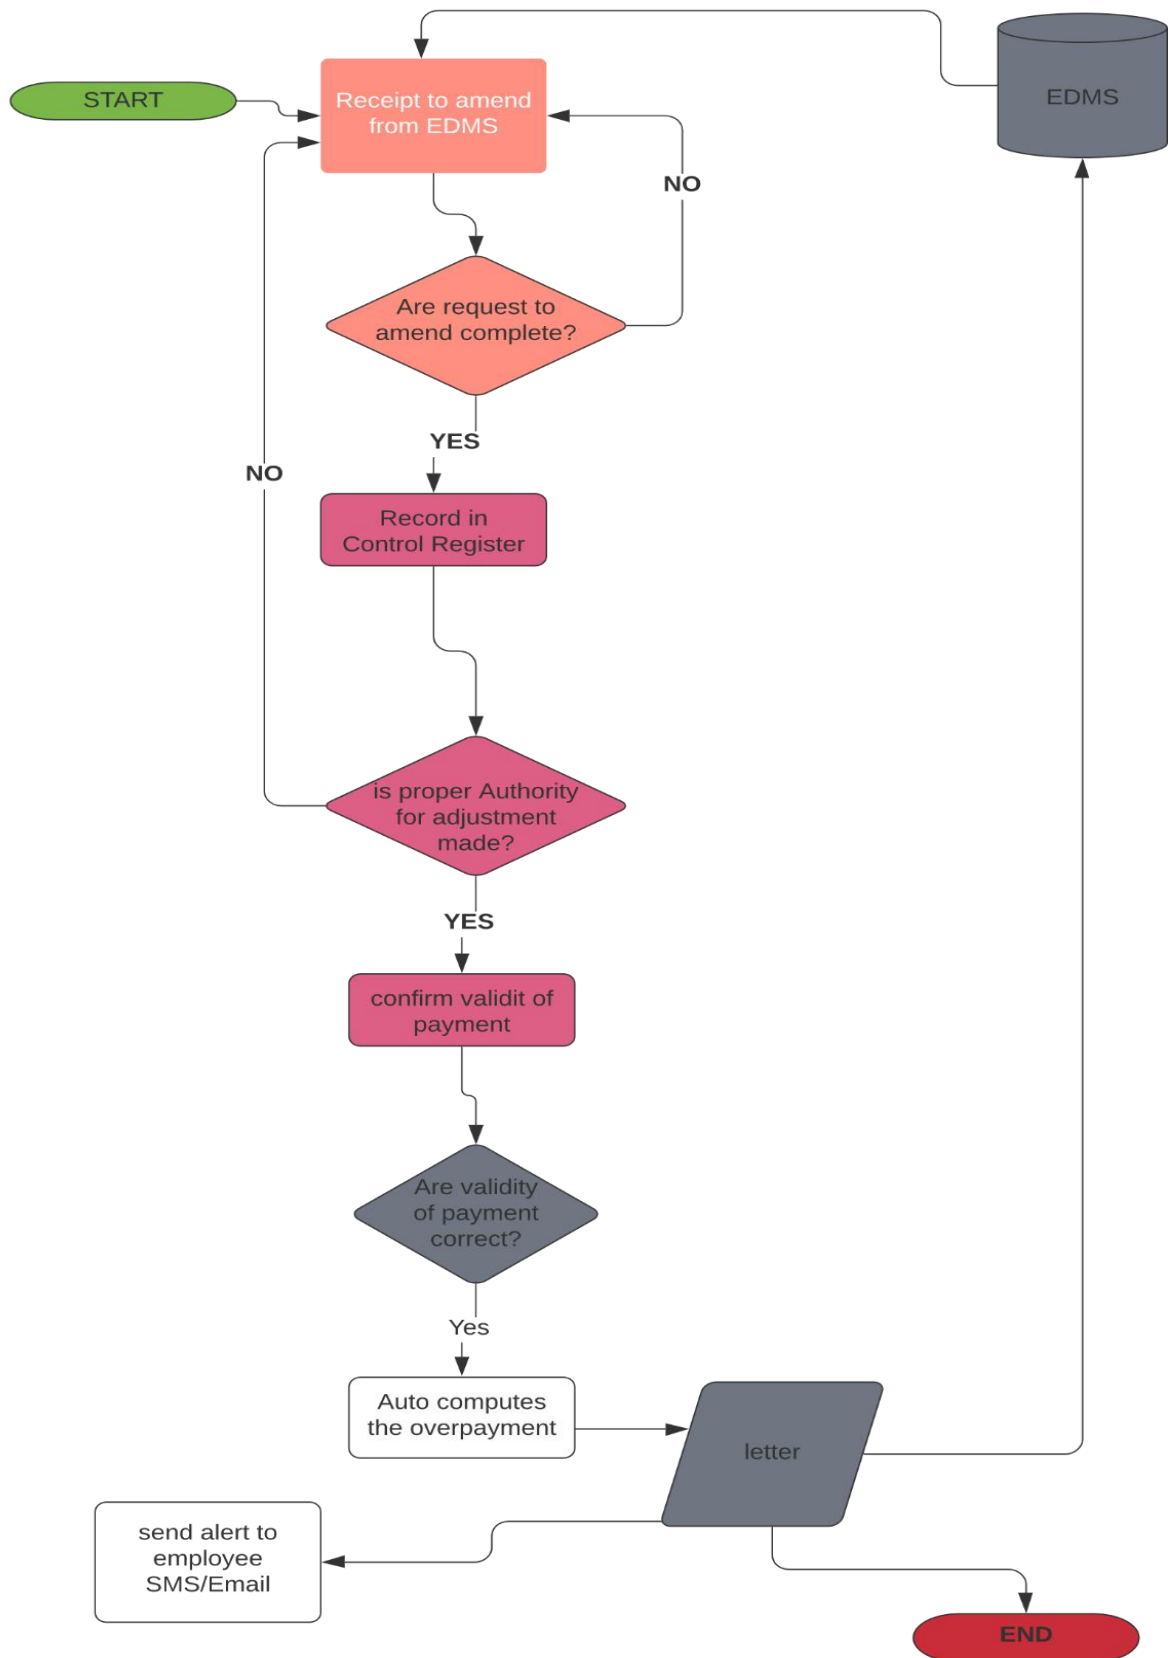 START
Receipt to amend
from EDMS
EDMS
NO
Are request to
amend complete?
YES
NO
Record in
Control Register
is proper Authority
for adjustment
made?
YES
confirm validit of
payment
Are validity
of payment
correct?
Yes
Auto computes
the overpayment
letter
send alert to
employee
SMS/Email
END